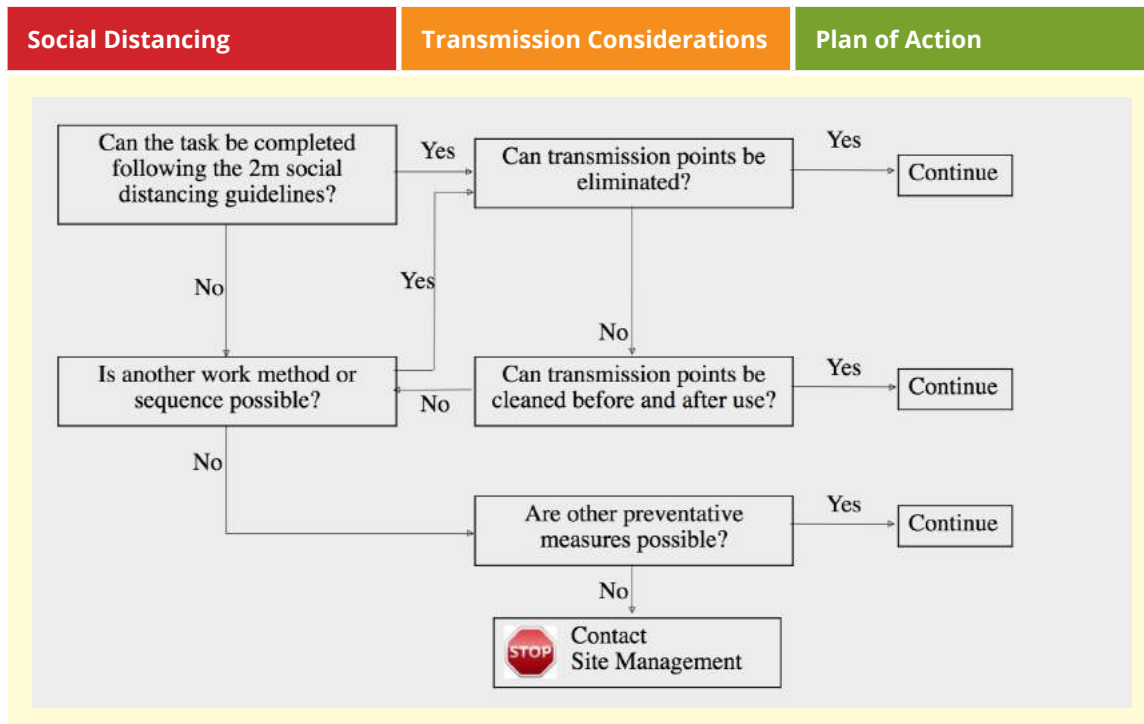 Social Distancing
Transmission Considerations
Plan of Action
Can the task be completed
following the 2m social
distancing guidelines?
Yes
Can transmission points be
eliminated?
Yes
Continue
No
Yes
No
Is another work method or
sequence possible?
No
Can transmission points be
cleaned before and after use?
Yes
Continue
No
Are other preventative
measures possible?
Yes
Continue
No
STOP
Contact
Site Management